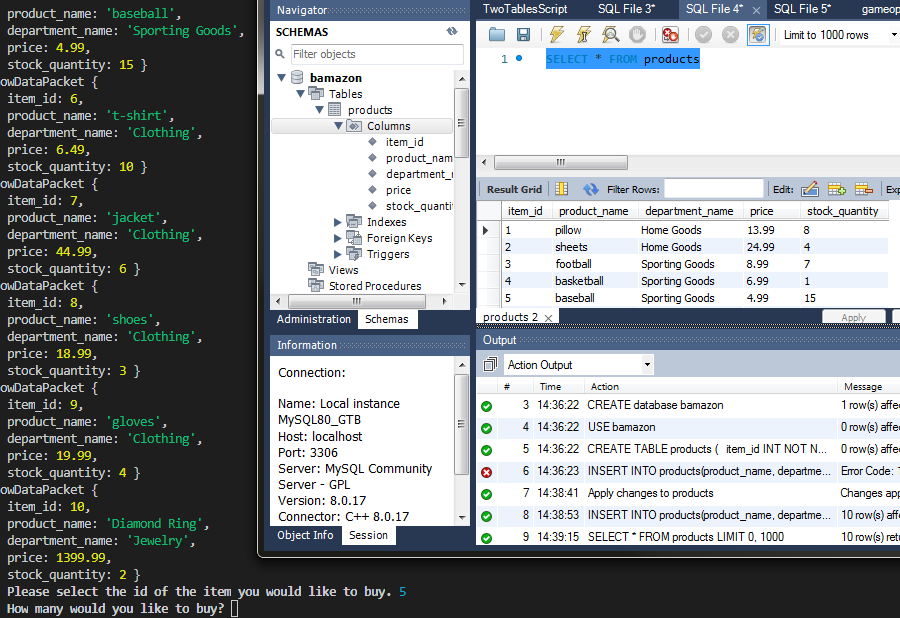 product_name: 'baseball',
department_name: 'Sporting Goods',
price: 4.99,
stock_quantity: 15 }
owDataPacket {
item_id: 6,
product_name: 't-shirt',
department_name: 'Clothing',
price: 6.49,
stock_quantity: 10 }
owDataPacket {
item_id: 7,
product_name: 'jacket',
department_name: 'Clothing',
price: 44.99,
stock_quantity: 6 }
owDataPacket {
item_id: 8,
product_name: 'shoes',
department_name: 'Clothing',
price: 18.99,
stock_quantity: 3 }
owDataPacket {
item_id: 9,
product_name: 'gloves',
department_name: 'Clothing',
price: 19.99,
stock_quantity: 4 }
owDataPacket {
item_id: 10,
product_name: 'Diamond Ring',
department_name: 'Jewelry',
price: 1399.99,
stock_quantity: 2 }
Please select the id of the item you would like to buy. 5
How many would you like to buy?
Navigator
SCHEMAS
Filter objects
bamazon
Tables
products
Columns
item_id
product_nam
department_
price
stock_quanti
Indexes
Foreign Keys
Triggers
Views
Stored Procedures
Administration Schemas
Information
Connection:
Name: Local instance
MySQL80_GTB
Host: localhost
Port: 3306
Server: MySQL Community
Server - GPL
Version: 8.0.17
Connector: C++ 8.0.17
Object Info Session
TwoTablesScript SQL File 3* SQL File 4* SQL File 5* gameop
Limit to 1000 rows
1 SELECT * FROM products
Result Grid Filter Rows: Edit: Exp
item_id product_name department_name price stock_quantity
1 pillow Home Goods 13.99 8
2 sheets Home Goods 24.99 4
3 football Sporting Goods 8.99 7
4 basketball Sporting Goods 6.99 1
5 baseball Sporting Goods 4.99 15
products 2 Apply
Output
Action Output
# Time Action Message
3 14:36:22 CREATE database bamazon 1 row(s) affe
4 14:36:22 USE bamazon 0 row(s) affe
5 14:36:22 CREATE TABLE products ( item_id INT NOT N... 0 row(s) affe
6 14:36:23 INSERT INTO products(product_name, departme... Error Code: 
7 14:38:41 Apply changes to products Changes app
8 14:38:53 INSERT INTO products(product_name, departme... 10 row(s) affe
9 14:39:15 SELECT * FROM products LIMIT 0, 1000 10 row(s) retu